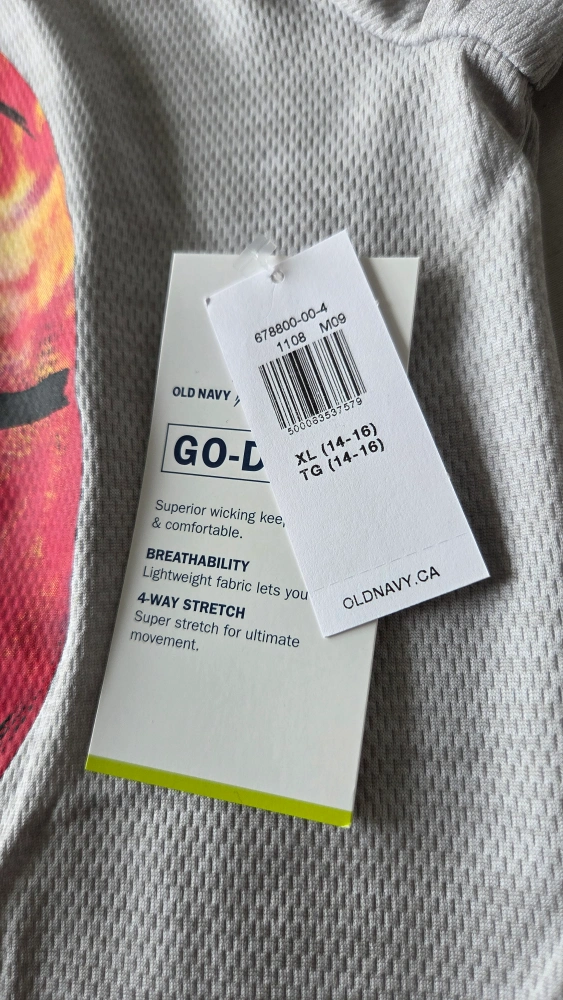 678800-00-4
1108 M09
500083537579
XL (14-16)
TG (14-16)
OLDNAVY.CA
OLD NAVY
GO-D
Superior wicking kee
& comfortable.
BREATHABILITY
Lightweight fabric lets you
4-WAY STRETCH
Super stretch for ultimate
movement.